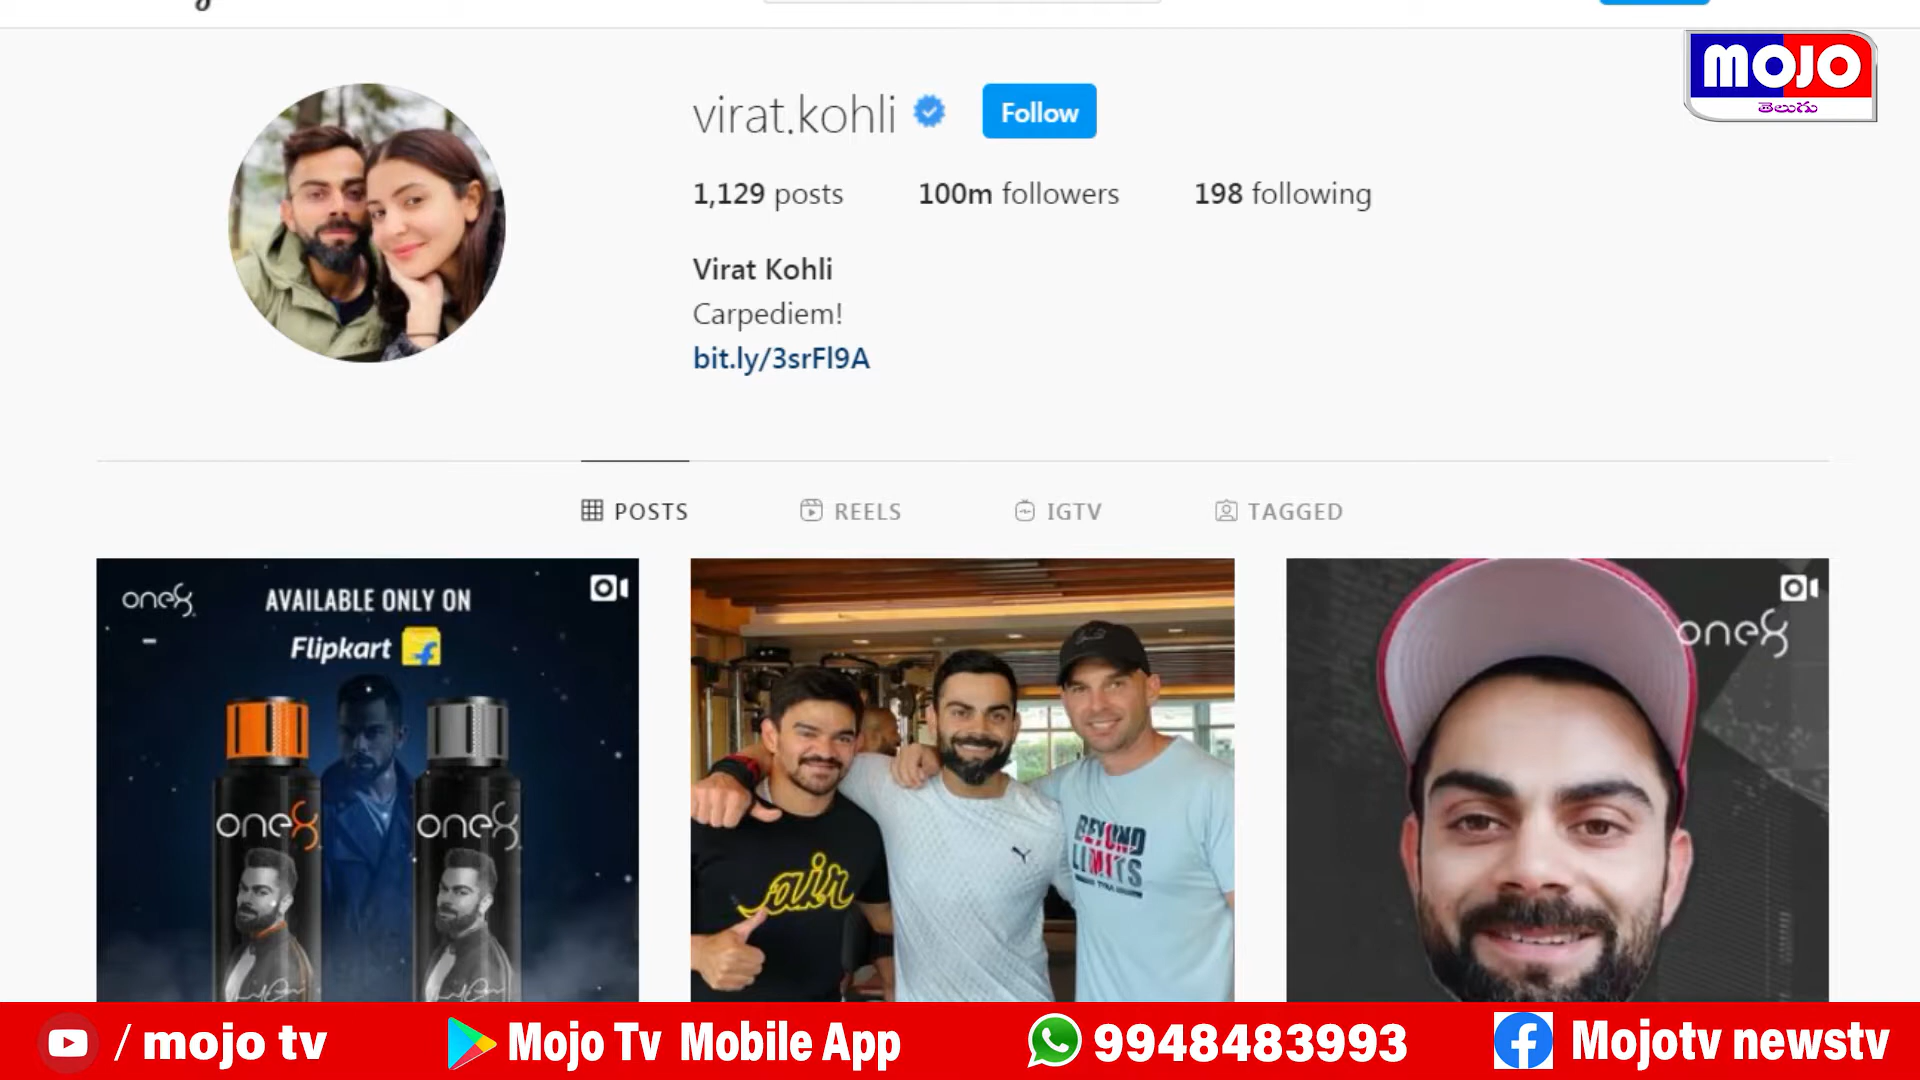 MOJO
తెలుగు
virat.kohli
Follow
1,129 posts
100m followers
198 following
Virat Kohli
Carpediem!
bit.ly/3srFl9A
POSTS
REELS
IGTV
TAGGED
one8
AVAILABLE ONLY ON
Flipkart
one8
one8
air
BEYOND
LIMITS
one8
/ mojo tv
Mojo Tv Mobile App
9948483993
Mojotv newstv